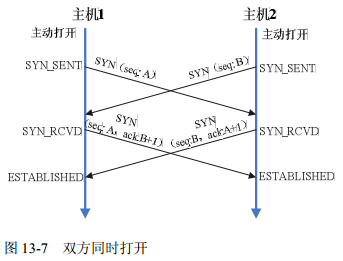 主机1 主机2
主动打开 主动打开
SYN_SENT SYN（seq: A） SYN（seq: B） SYN_SENT
SYN_RCVD SYN SYN SYN_RCVD
（seq: A，ack:B+1） （seq:B，ack:A+1）
ESTABLISHED ESTABLISHED
图 13-7 双方同时打开